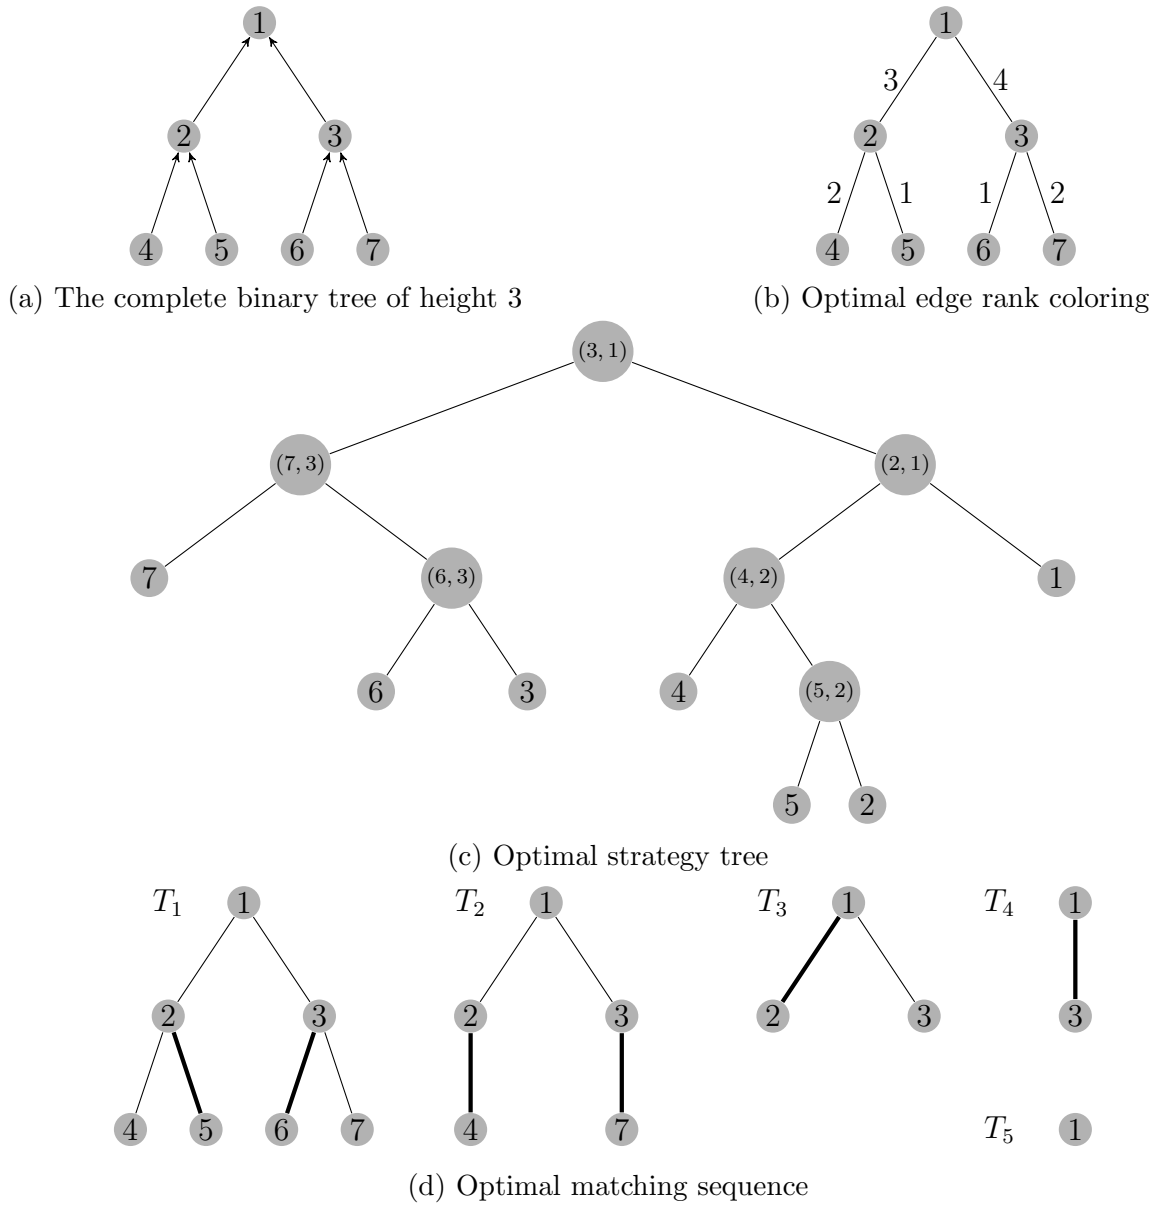 1 1
3 4
2 3 2 3
2 1 1 2
4 5 6 7 4 5 6 7
(a) The complete binary tree of height 3 (b) Optimal edge rank coloring
(3, 1)
(7, 3) (2, 1)
7 (6, 3) (4, 2) 1
6 3 4 (5, 2)
5 2
(c) Optimal strategy tree
T1 1 T2 1 T3 1 T4 1
2 3 2 3 2 3 3
4 5 6 7 4 7 T5 1
(d) Optimal matching sequence